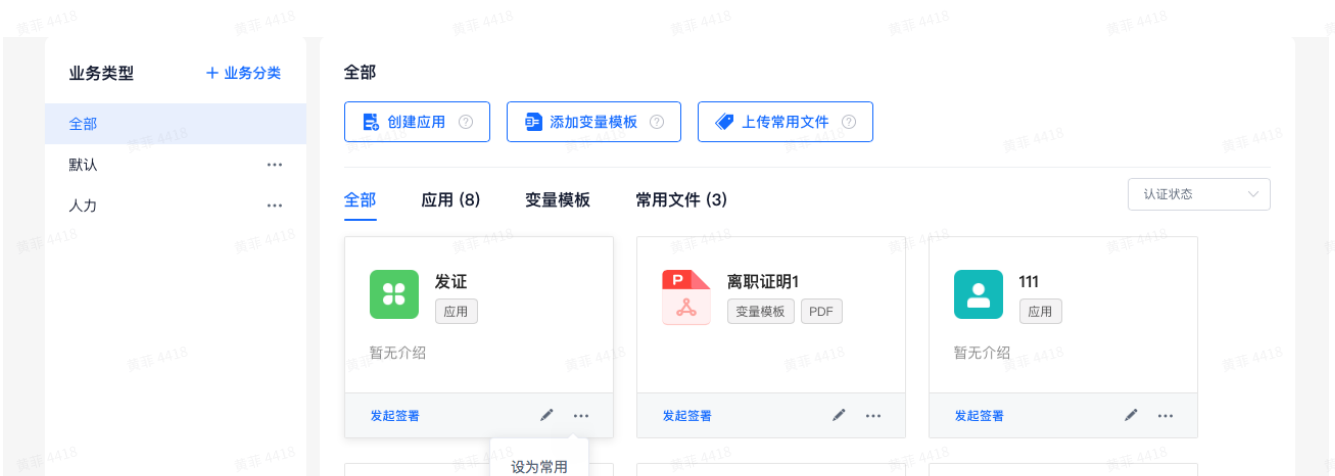 业务类型
+ 业务分类
全部
默认
人力
全部
创建应用
添加变量模板
上传常用文件
全部 应用 (8) 变量模板 常用文件 (3)
认证状态
发证
应用
暂无介绍
发起签署
设为常用
离职证明1
变量模板 PDF
发起签署
111
应用
暂无介绍
发起签署
黄菲 4418